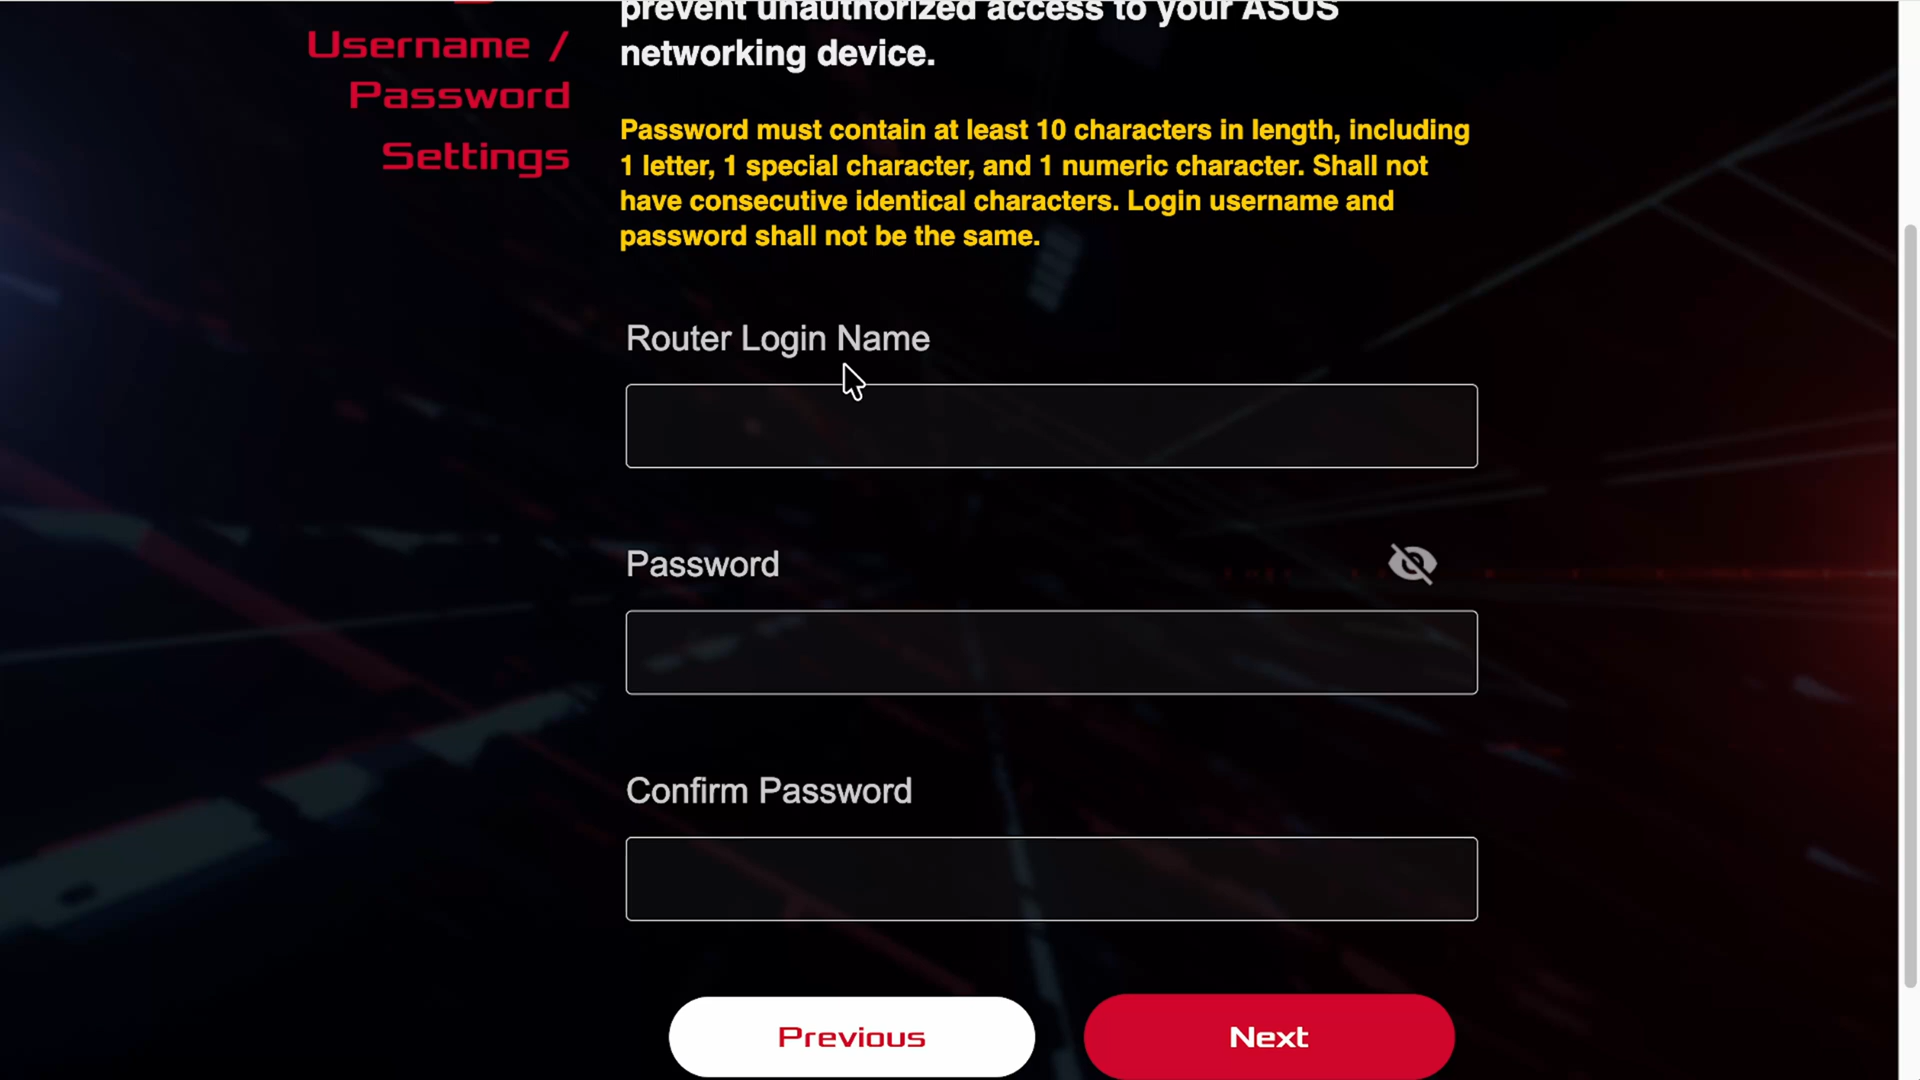 Username /
Password
Settings
prevent unauthorized access to your ASUS
networking device.
Password must contain at least 10 characters in length, including
1 letter, 1 special character, and 1 numeric character. Shall not
have consecutive identical characters. Login username and
password shall not be the same.
Router Login Name
Password
Confirm Password
Previous
Next